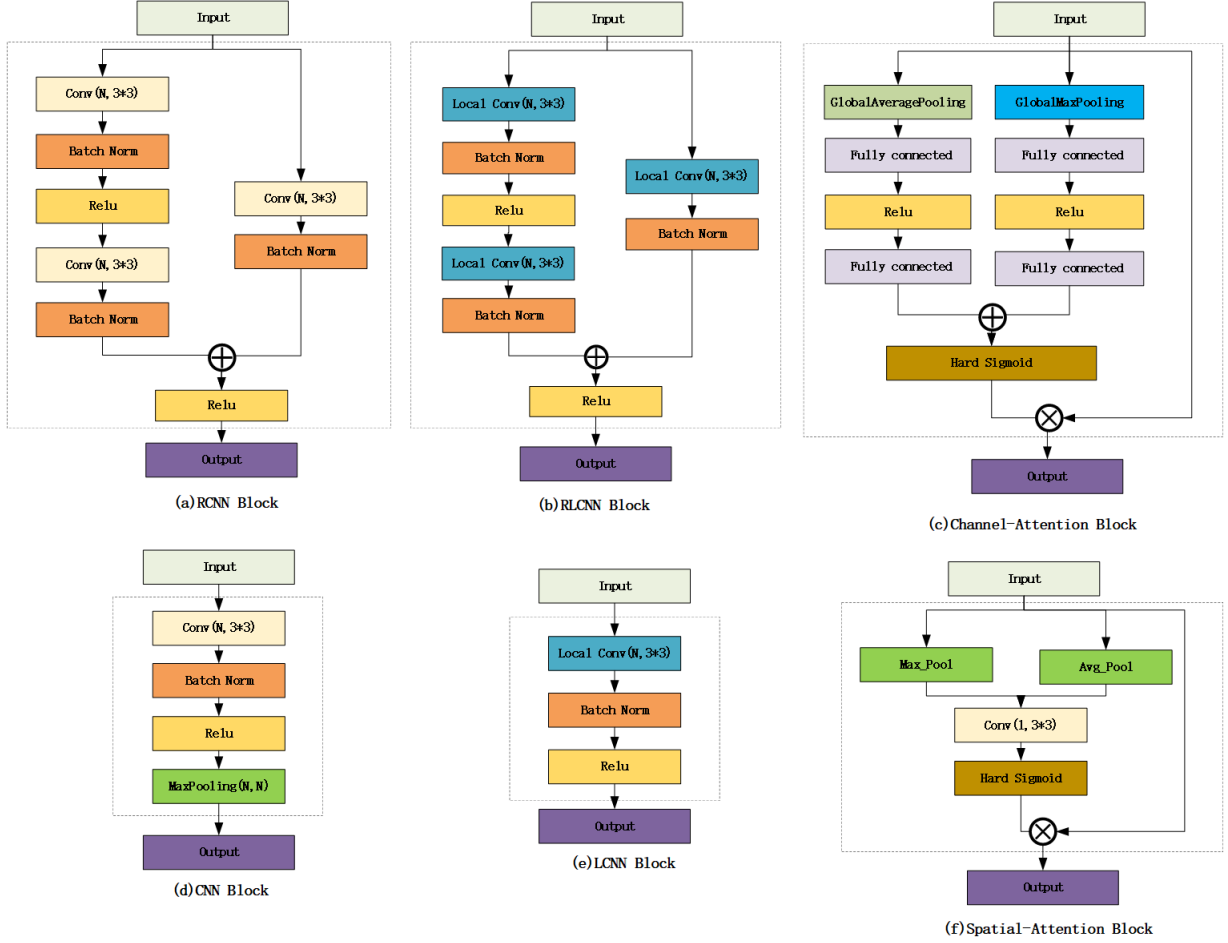 Input
Conv(N,3*3)
Batch Norm
Relu
Conv(N,3*3)
Batch Norm
Conv(N,3*3)
Batch Norm
Relu
Output
(a)RCNN Block
Input
Local Conv(N,3*3)
Batch Norm
Relu
Local Conv(N,3*3)
Batch Norm
Local Conv(N,3*3)
Batch Norm
Relu
Output
(b)RLCNN Block
Input
GlobalAveragePooling
GlobalMaxPooling
Fully connected
Fully connected
Relu
Relu
Fully connected
Fully connected
Hard Sigmoid
Output
(c)Channel-Attention Block
Input
Conv(N,3*3)
Batch Norm
Relu
MaxPooling(N,N)
Output
(d)CNN Block
Input
Local Conv(N,3*3)
Batch Norm
Relu
Output
(e)LCNN Block
Input
Max_Pool
Avg_Pool
Conv(1,3*3)
Hard Sigmoid
Output
(f)Spatial-Attention Block